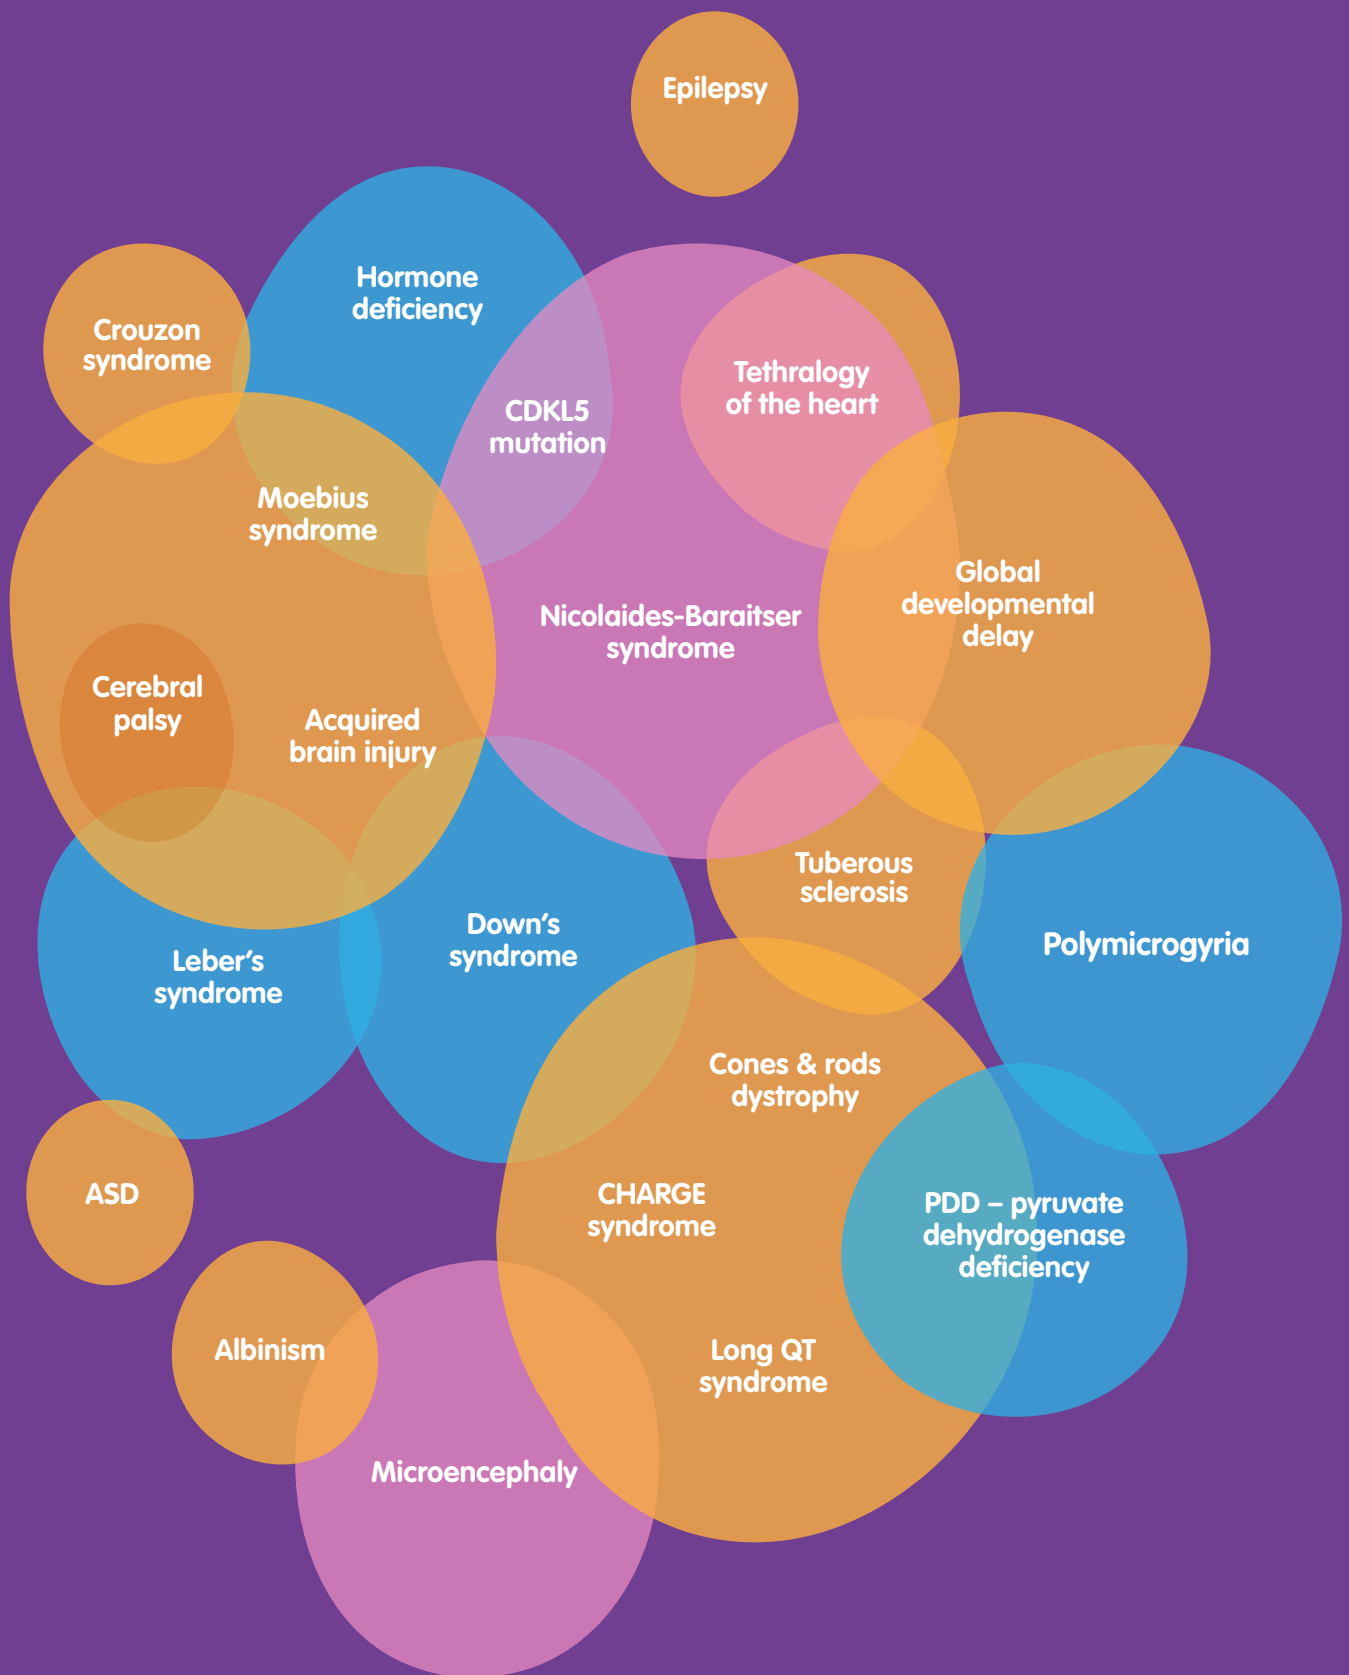 Epilepsy
Hormone
deficiency
Crouzon
syndrome
Tethralogy
of the heart
CDKL5
mutation
Moebius
syndrome
Global
developmental
delay
Nicolaides-Baraitser
syndrome
Cerebral
palsy
Acquired
brain injury
Tuberous
sclerosis
Down’s
syndrome
Polymicrogyria
Leber’s
syndrome
Cones & rods
dystrophy
ASD
CHARGE
syndrome
PDD – pyruvate
dehydrogenase
deficiency
Albinism
Long QT
syndrome
Microencephaly